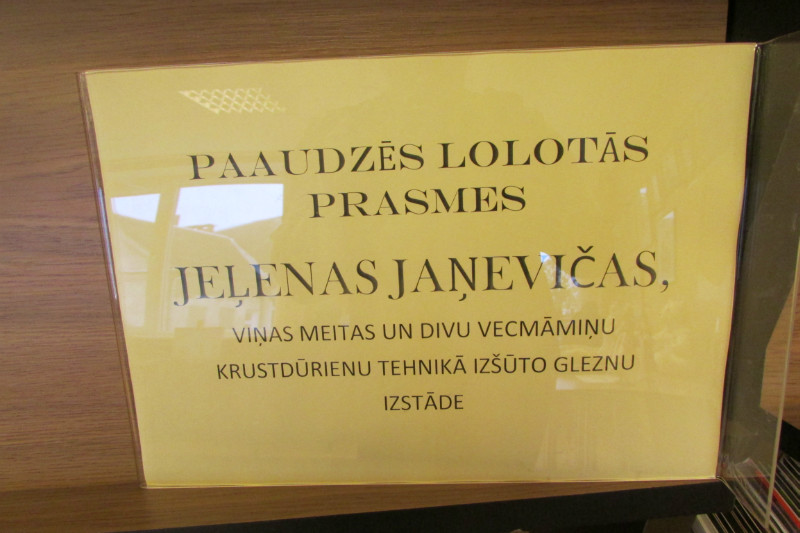 PAAUDZĒS LOLOTĀS
PRASMES
JEĻENAS JAŅEVIČAS,
VIŅAS MEITAS UN DIVU VECMĀMIŅU
KRUSTDŪRIENU TEHNIKĀ IZŠŪTO GLEZNU
IZSTĀDE